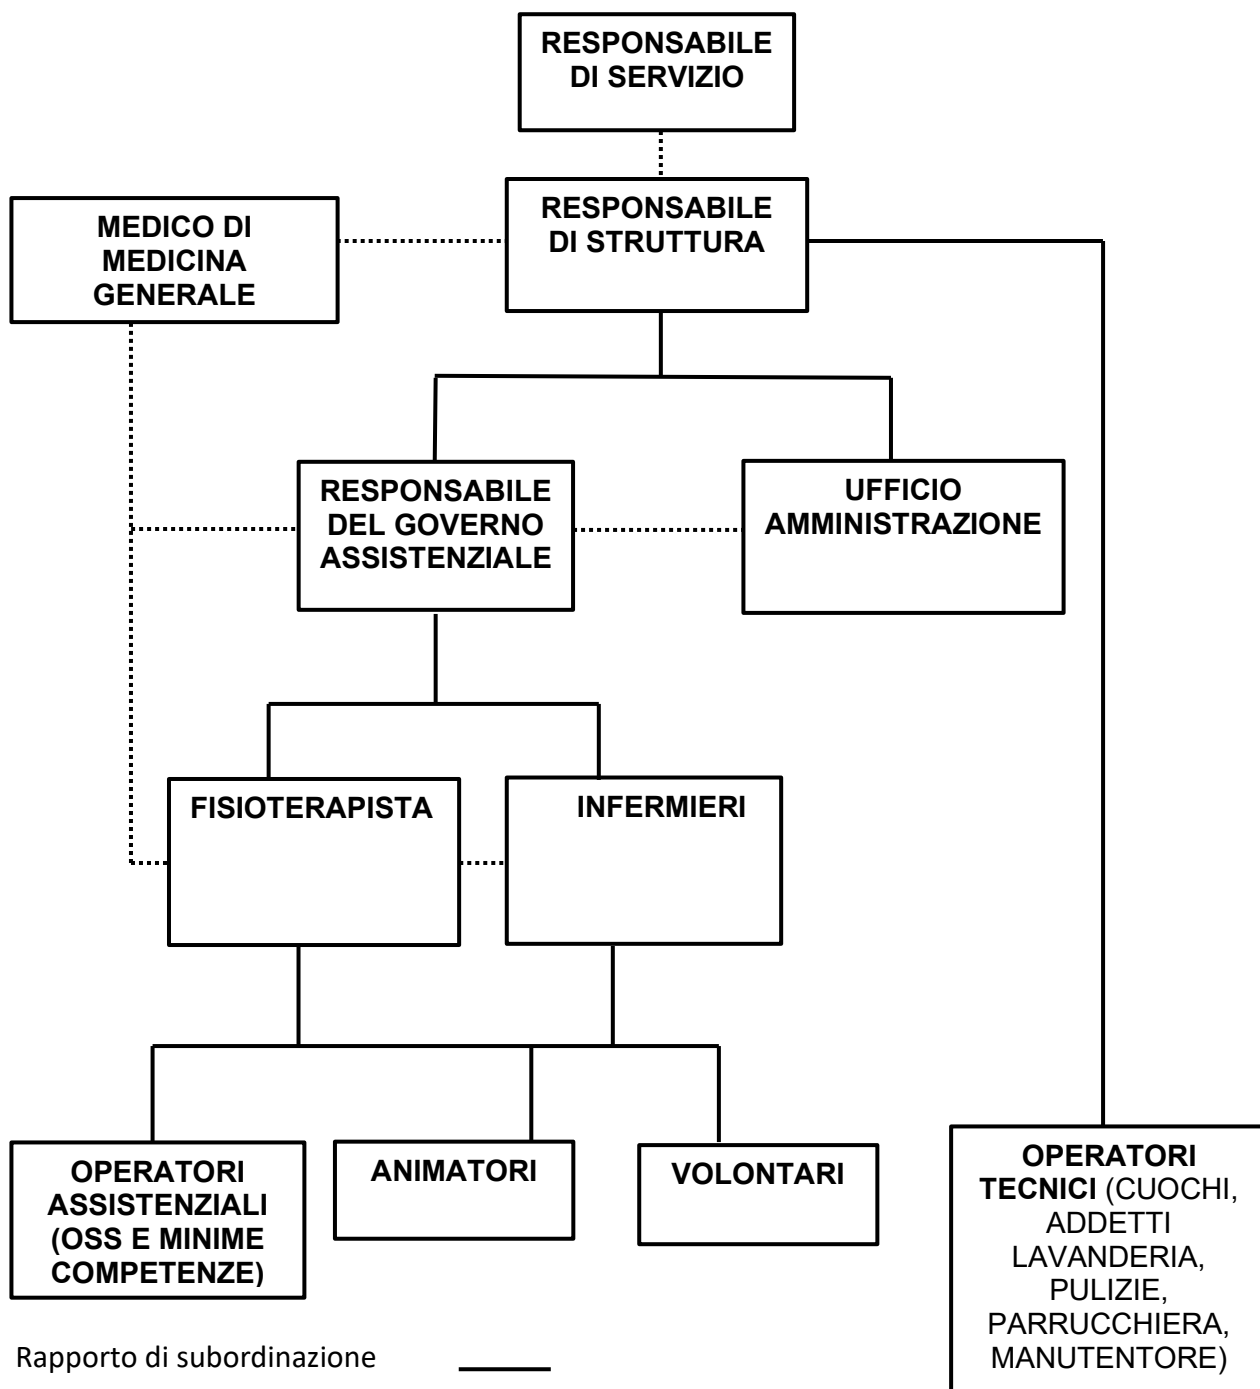 RESPONSABILE
DI SERVIZIO
RESPONSABILE
DI STRUTTURA
MEDICO DI
MEDICINA
GENERALE
RESPONSABILE
DEL GOVERNO
ASSISTENZIALE
UFFICIO
AMMINISTRAZIONE
FISIOTERAPISTA
INFERMIERI
OPERATORI
ASSISTENZIALI
(OSS E MINIME
COMPETENZE)
ANIMATORI
VOLONTARI
OPERATORI
TECNICI (CUOCHI,
ADDETTI
LAVANDERIA,
PULIZIE,
PARRUCCHIERA,
MANUTENTORE)
Rapporto di subordinazione